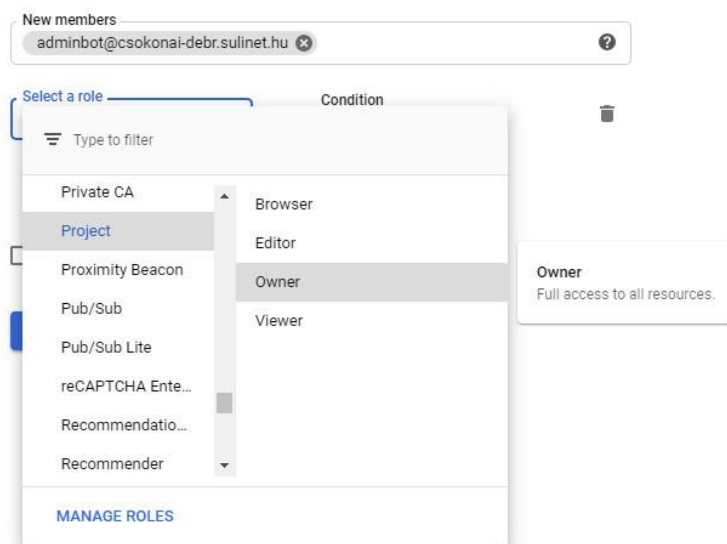 New members
adminbot@csokonai-debr.sulinet.hu
Select a role
Condition
Type to filter
Private CA
Project
Proximity Beacon
Pub/Sub
Pub/Sub Lite
reCAPTCHA Ente...
Recommendatio...
Recommender
Browser
Editor
Owner
Viewer
Owner
Full access to all resources.
MANAGE ROLES